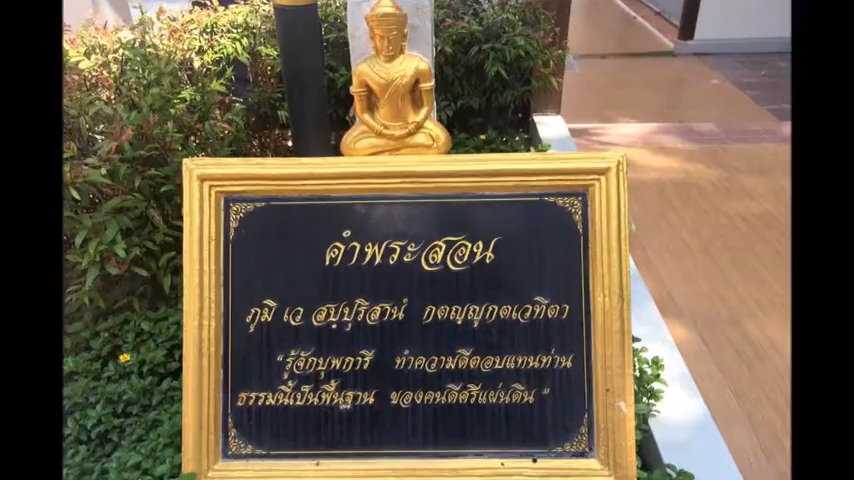 คำพระสอน
ภูมิ เว สปฺปุริสานํ กตญฺญูกตเวทิตา
"รู้จักบุพการี ทำความดีตอบแทนท่าน
ธรรมนี้เป็นพื้นฐาน ของคนดีศรีแผ่นดิน"